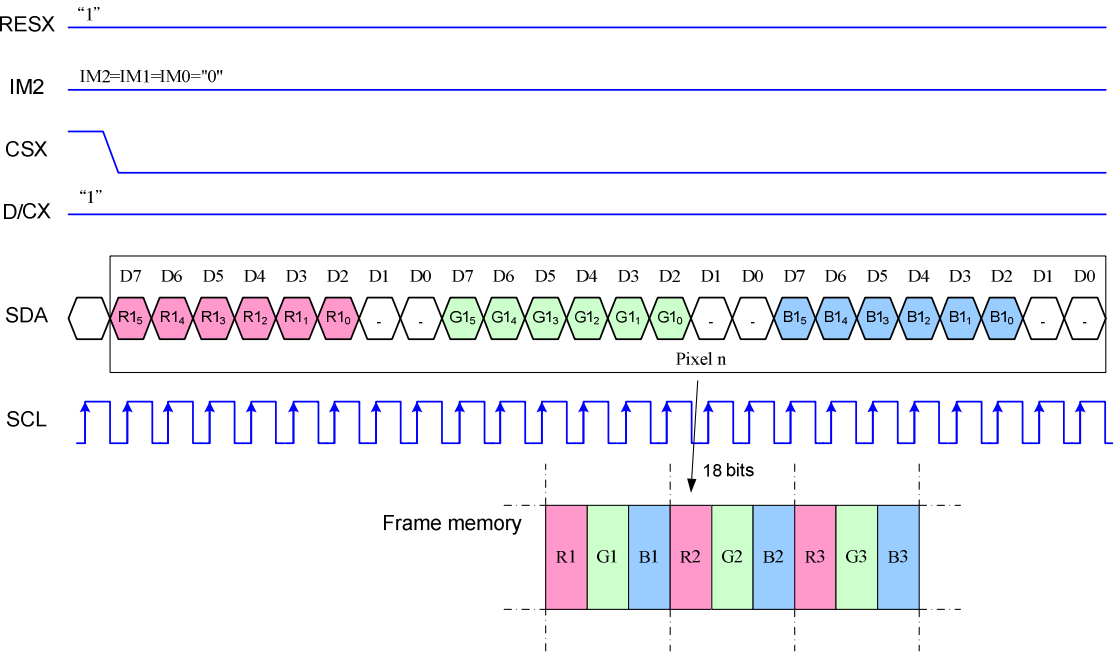 RESX “1”
IM2 IM2=IM1=IM0="0"
CSX
D/CX “1”
D7 D6 D5 D4 D3 D2 D1 D0 D7 D6 D5 D4 D3 D2 D1 D0 D7 D6 D5 D4 D3 D2 D1 D0
SDA R1₅ R1₄ R1₃ R1₂ R1₁ R1₀ - - G1₅ G1₄ G1₃ G1₂ G1₁ G1₀ - - B1₅ B1₄ B1₃ B1₂ B1₁ B1₀ - -
Pixel n
SCL
18 bits
Frame memory
R1 G1 B1 R2 G2 B2 R3 G3 B3